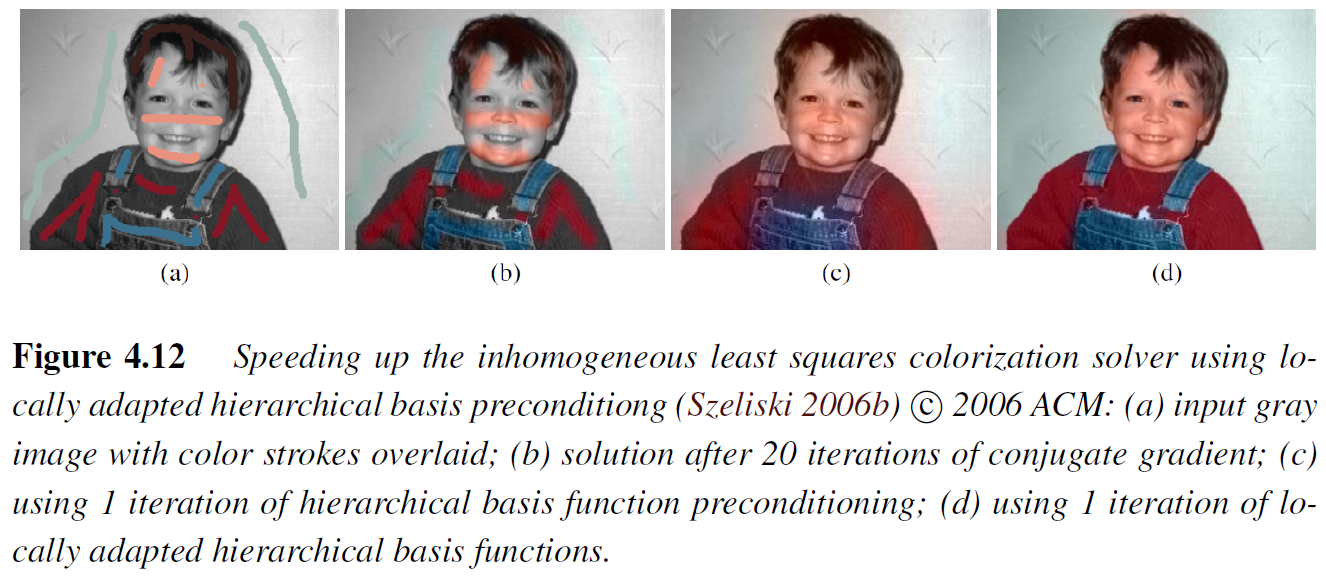 (a) (b) (c) (d)
Figure 4.12 Speeding up the inhomogeneous least squares colorization solver using lo-
cally adapted hierarchical basis preconditiong (Szeliski 2006b) © 2006 ACM: (a) input gray
image with color strokes overlaid; (b) solution after 20 iterations of conjugate gradient; (c)
using 1 iteration of hierarchical basis function preconditioning; (d) using 1 iteration of lo-
cally adapted hierarchical basis functions.